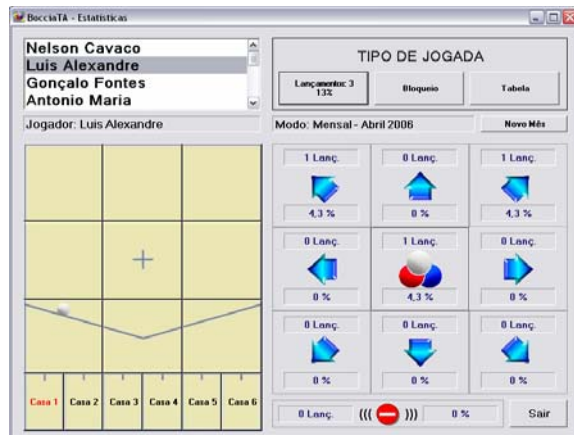 BocciaTA - Estatísticas
Nelson Cavaco
Luis Alexandre
Gonçalo Fontes
Antonio Maria
TIPO DE JOGADA
Lançamentos: 3
13%
Bloqueio
Tabela
Jogador: Luis Alexandre
Modo: Mensal - Abril 2006
Novo Mês
1 Lanç.
0 Lanç.
1 Lanç.
4,3 %
0 %
4,3 %
0 Lanç.
1 Lanç.
0 Lanç.
0 %
4,3 %
0 %
0 Lanç.
0 Lanç.
0 Lanç.
0 %
0 %
0 %
Casa 1
Casa 2
Casa 3
Casa 4
Casa 5
Casa 6
0 Lanç.
(((
)))
0 %
Sair